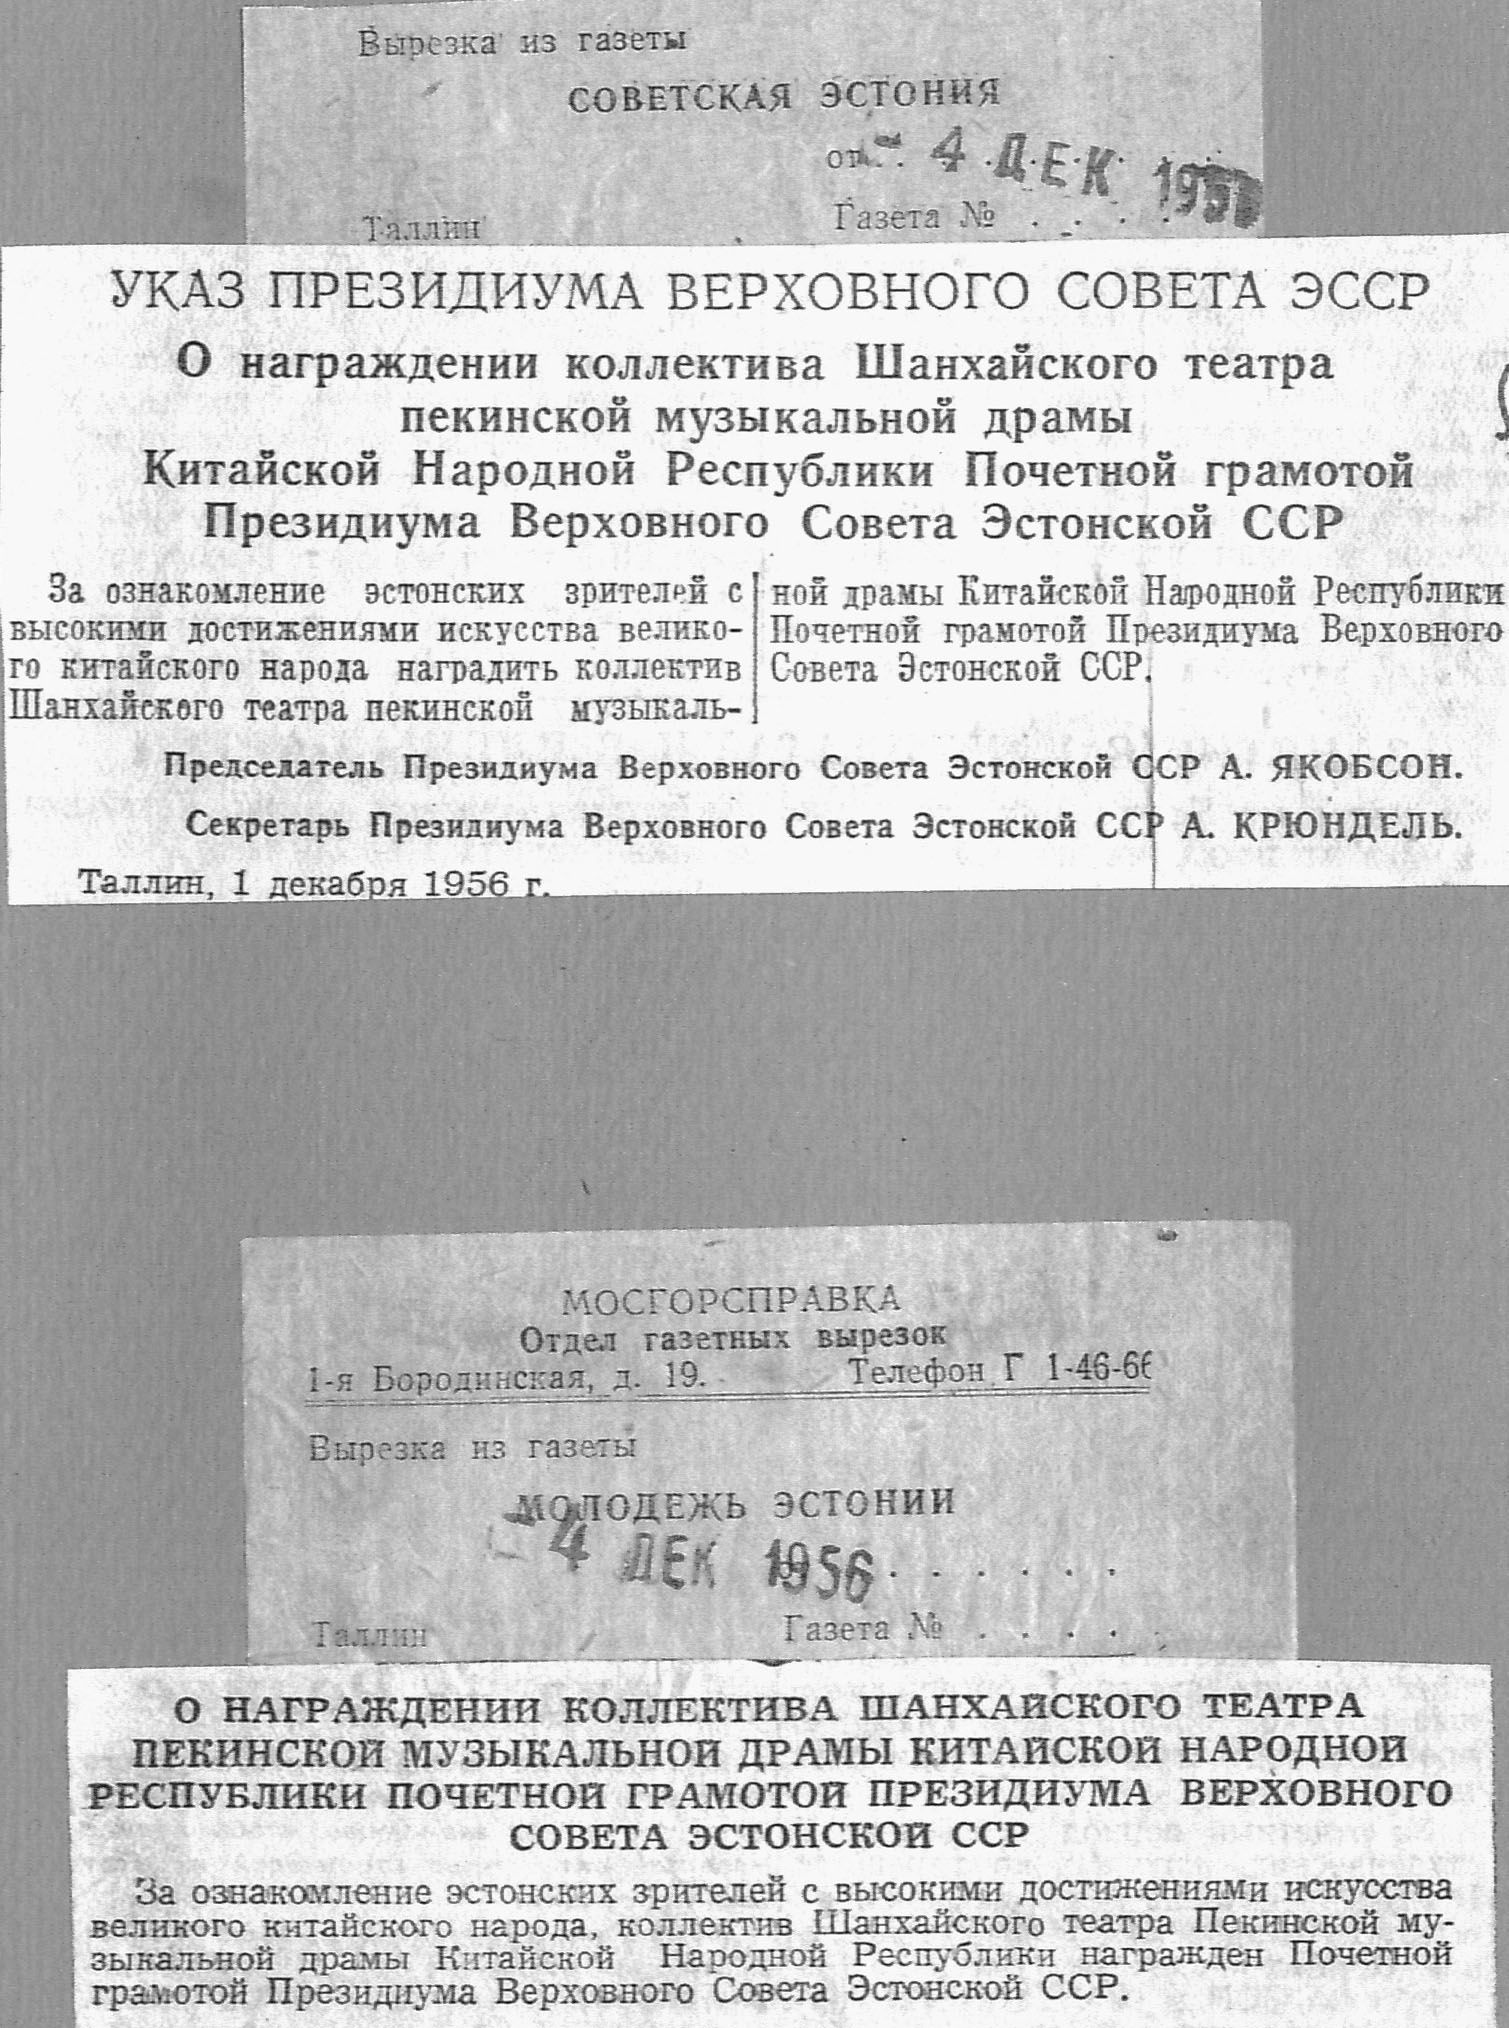 Вырезка из газеты
СОВЕТСКАЯ ЭСТОНИЯ
от - 4 ДЕК 195
Таллин Газета № . . . .
УКАЗ ПРЕЗИДИУМА ВЕРХОВНОГО СОВЕТА ЭССР
О награждении коллектива Шанхайского театра
пекинской музыкальной драмы
Китайской Народной Республики Почетной грамотой
Президиума Верховного Совета Эстонской ССР
За ознакомление эстонских зрителей с
высокими достижениями искусства велико-
го китайского народа наградить коллектив
Шанхайского театра пекинской музыкаль-
ной драмы Китайской Народной Республики
Почетной грамотой Президиума Верховного
Совета Эстонской ССР.
Председатель Президиума Верховного Совета Эстонской ССР А. ЯКОБСОН.
Секретарь Президиума Верховного Совета Эстонской ССР А. КРЮНДЕЛЬ.
Таллин, 1 декабря 1956 г.
МОСГОРСПРАВКА
Отдел газетных вырезок
1-я Бородинская, д. 19. Телефон Г 1-46-66
Вырезка из газеты
МОЛОДЕЖЬ ЭСТОНИИ
- 4 ДЕК 1956 . . . . . .
Таллин Газета № . . . .
О НАГРАЖДЕНИИ КОЛЛЕКТИВА ШАНХАЙСКОГО ТЕАТРА
ПЕКИНСКОЙ МУЗЫКАЛЬНОЙ ДРАМЫ КИТАЙСКОЙ НАРОДНОЙ
РЕСПУБЛИКИ ПОЧЕТНОЙ ГРАМОТОЙ ПРЕЗИДИУМА ВЕРХОВНОГО
СОВЕТА ЭСТОНСКОЙ ССР
За ознакомление эстонских зрителей с высокими достижениями искусства
великого китайского народа, коллектив Шанхайского театра Пекинской му-
зыкальной драмы Китайской Народной Республики награжден Почетной
грамотой Президиума Верховного Совета Эстонской ССР.